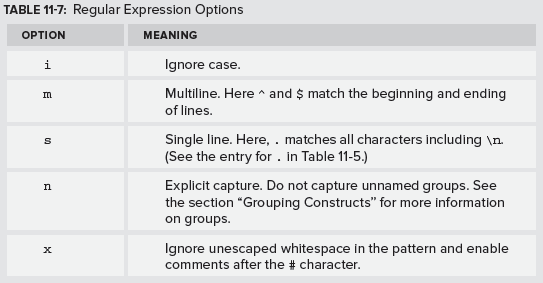 TABLE 11-7: Regular Expression Options
OPTION MEANING
i Ignore case.
m Multiline. Here ^ and $ match the beginning and ending
of lines.
s Single line. Here, . matches all characters including \n.
(See the entry for . in Table 11-5.)
n Explicit capture. Do not capture unnamed groups. See
the section “Grouping Constructs” for more information
on groups.
x Ignore unescaped whitespace in the pattern and enable
comments after the # character.